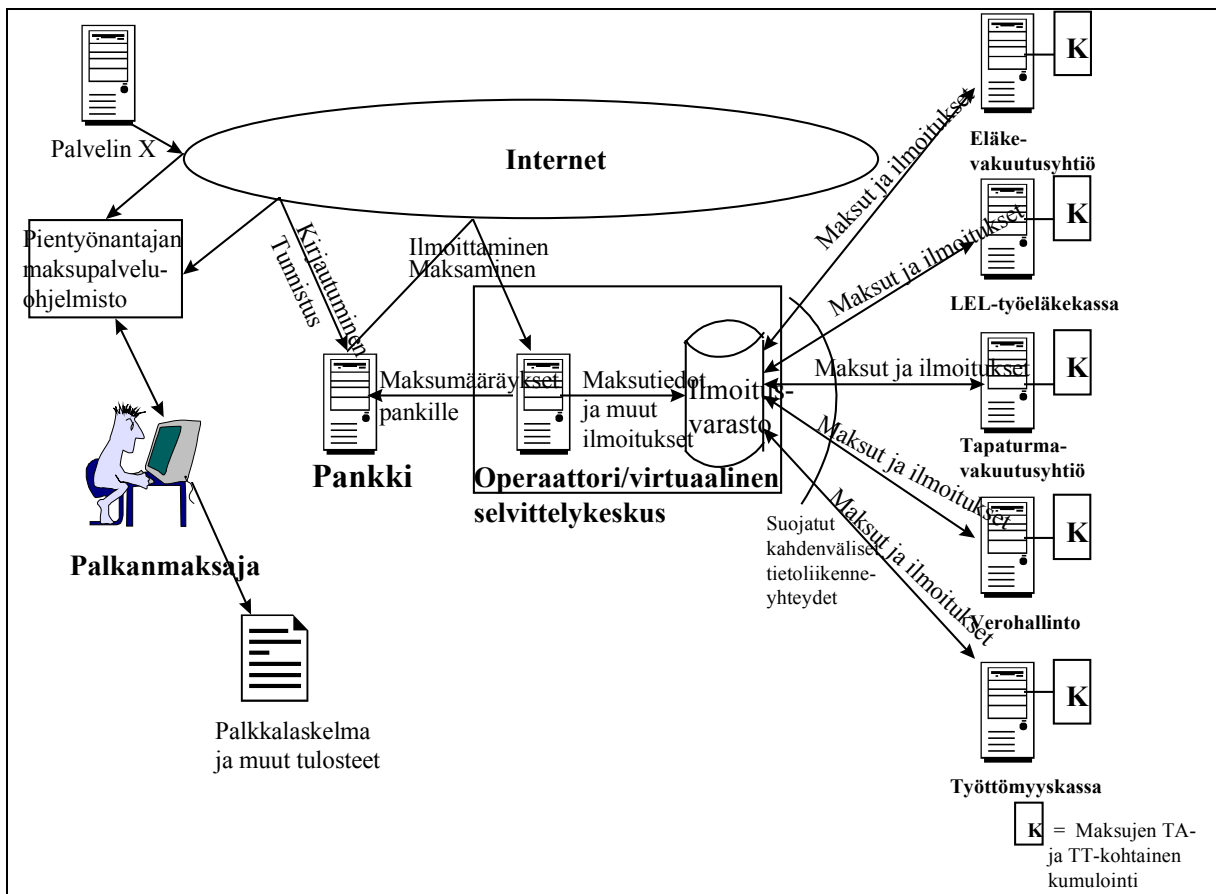 K
Palvelin X
Internet
Eläke-
vakuutusyhtiö
Maksut ja ilmoitukset
K
Pientyönantajan
maksupalvelu-
ohjelmisto
Kirjautuminen
Tunnistus
Ilmoittaminen
Maksaminen
Maksut ja ilmoitukset
LEL-työeläkekassa
K
Maksumääräykset
pankille
Maksutiedot
ja muut
ilmoitukset
Ilmoitus-
varasto
Maksut ja ilmoitukset
Tapaturma-
vakuutusyhtiö
Pankki
Operaattori/virtuaalinen
selvittelykeskus
Maksut ja ilmoitukset
K
Suojatut
kahdenväliset
tietoliikenne-
yhteydet
Maksut ja ilmoitukset
Verohallinto
Palkanmaksaja
K
Palkkalaskelma
ja muut tulosteet
Työttömyyskassa
K = Maksujen TA-
ja TT-kohtainen
kumulointi